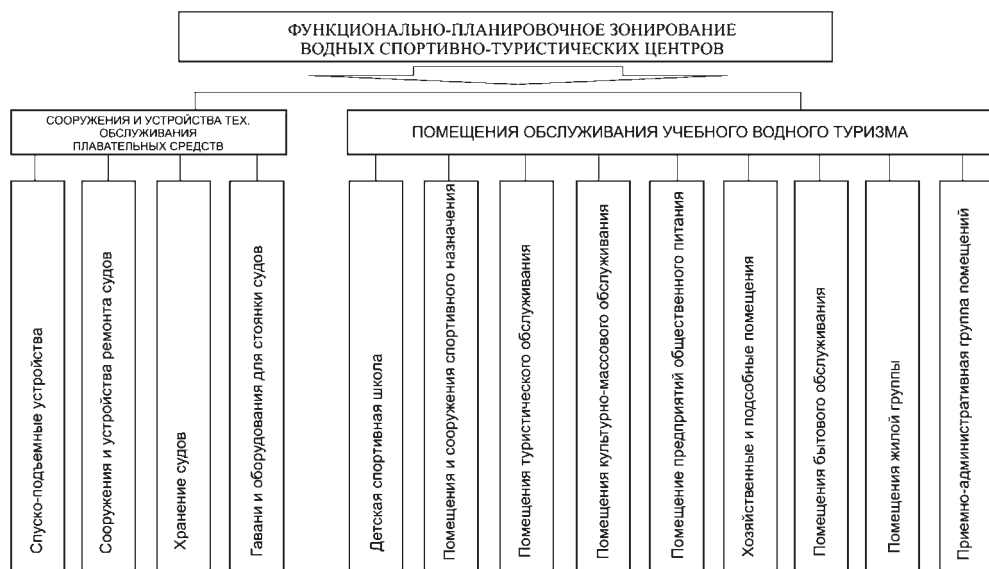 ФУНКЦИОНАЛЬНО-ПЛАНИРОВОЧНОЕ ЗОНИРОВАНИЕ
ВОДНЫХ СПОРТИВНО-ТУРИСТИЧЕСКИХ ЦЕНТРОВ
СООРУЖЕНИЯ И УСТРОЙСТВА ТЕХ.
ОБСЛУЖИВАНИЯ
ПЛАВАТЕЛЬНЫХ СРЕДСТВ
ПОМЕЩЕНИЯ ОБСЛУЖИВАНИЯ УЧЕБНОГО ВОДНОГО ТУРИЗМА
Спуско-подъемные устройства
Сооружения и устройства ремонта судов
Хранение судов
Гавани и оборудования для стоянки судов
Детская спортивная школа
Помещения и сооружения спортивного назначения
Помещения туристического обслуживания
Помещения культурно-массового обслуживания
Помещение предприятий общественного питания
Хозяйственные и подсобные помещения
Помещения бытового обслуживания
Помещения жилой группы
Приемно-административная группа помещений